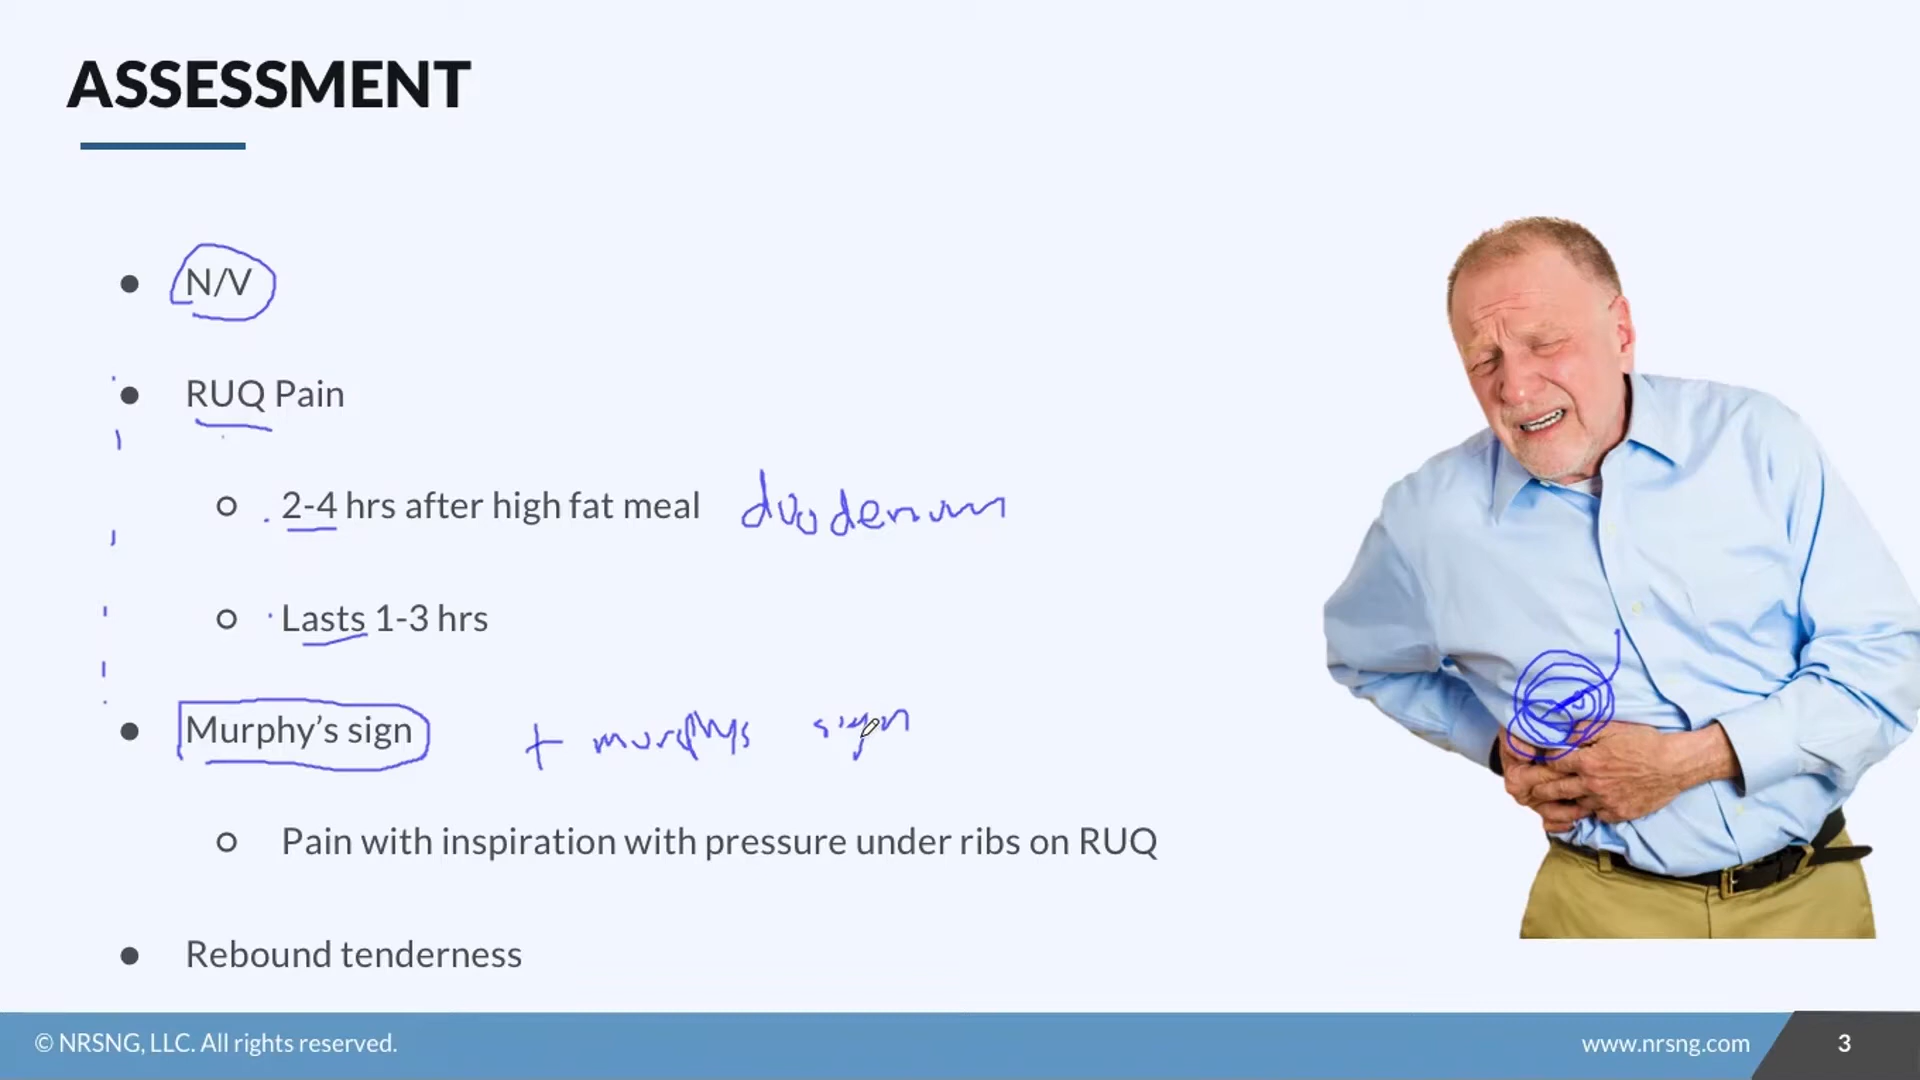 ASSESSMENT
N/V
RUQ Pain
2-4 hrs after high fat meal duodenum
Lasts 1-3 hrs
Murphy's sign + murphys sign
Pain with inspiration with pressure under ribs on RUQ
Rebound tenderness
© NRSNG, LLC. All rights reserved. www.nrsng.com 3